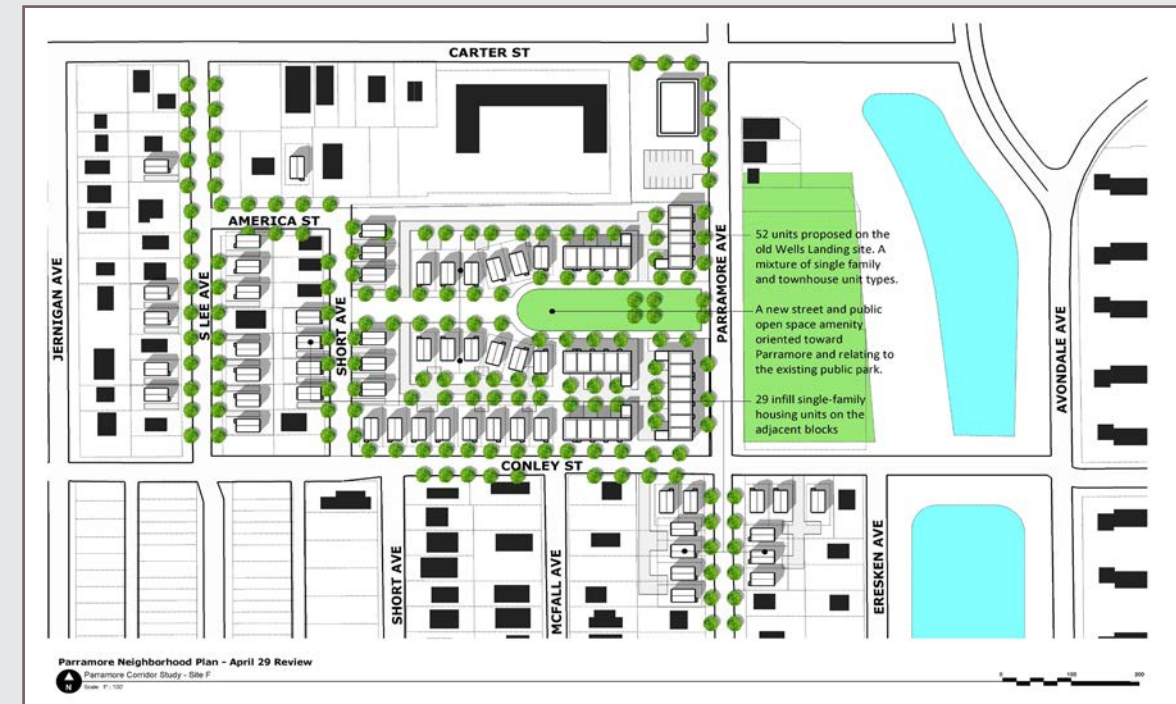 CARTER ST
AMERICA ST
JERNIGAN AVE
S LEE AVE
SHORT AVE
PARRAMORE AVE
AVONDALE AVE
52 units proposed on the
old Wells Landing site. A
mixture of single family
and townhouse unit types.
A new street and public
open space amenity
oriented toward
Parramore and relating to
the existing public park.
29 infill single-family
housing units on the
adjacent blocks
CONLEY ST
SHORT AVE
MCFALL AVE
ERESKEN AVE
Parramore Neighborhood Plan - April 29 Review
Parramore Corridor Study - Site F
Scale 1" : 100'
N
0 100 200